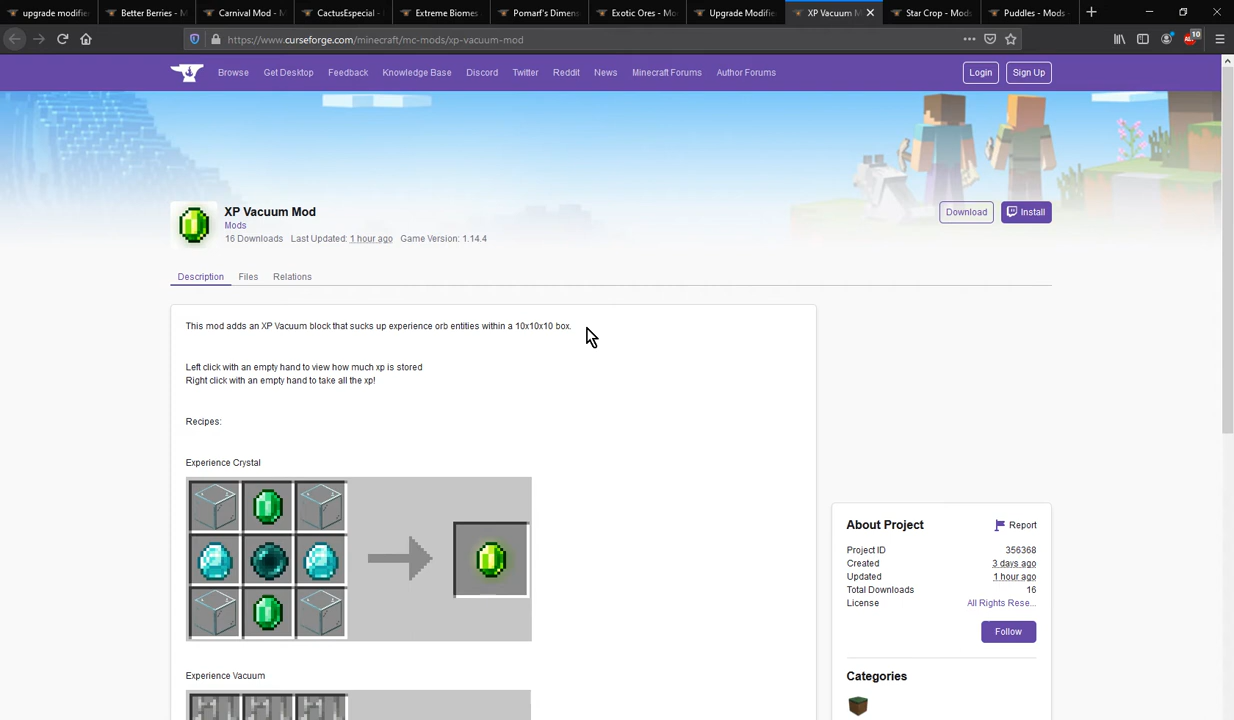 upgrade modifier
Better Berries - M
Carnival Mod - M
CactusEspecial -
Extreme Biomes
Pomarf's Dimens
Exotic Ores - Mo
Upgrade Modifie
XP Vacuum M
Star Crop - Mods
Puddles - Mods -
https://www.curseforge.com/minecraft/mc-mods/xp-vacuum-mod
10
Browse
Get Desktop
Feedback
Knowledge Base
Discord
Twitter
Reddit
News
Minecraft Forums
Author Forums
Login
Sign Up
XP Vacuum Mod
Mods
16 Downloads Last Updated: 1 hour ago Game Version: 1.14.4
Download
Install
Description
Files
Relations
This mod adds an XP Vacuum block that sucks up experience orb entities within a 10x10x10 box.
Left click with an empty hand to view how much xp is stored
Right click with an empty hand to take all the xp!
Recipes:
Experience Crystal
Experience Vacuum
About Project
Report
Project ID 356368
Created 3 days ago
Updated 1 hour ago
Total Downloads 16
License All Rights Rese...
Follow
Categories